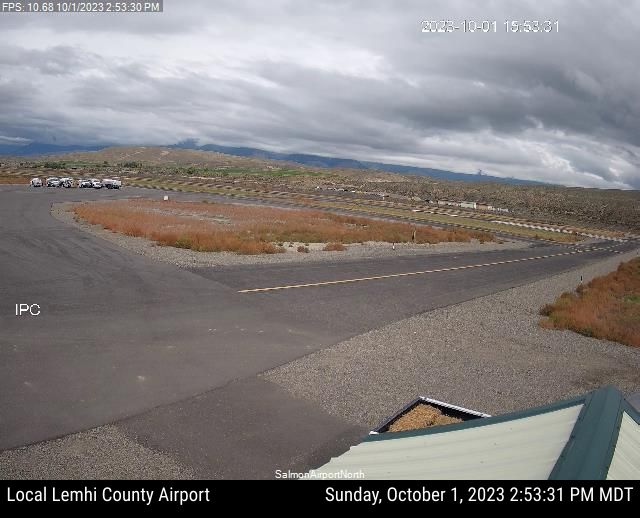 FPS: 10.68 10/1/2023 2:53:30 PM
2023-10-01 15:53:31
IPC
SalmonAirportNorth
Local Lemhi County Airport
Sunday, October 1, 2023 2:53:31 PM MDT